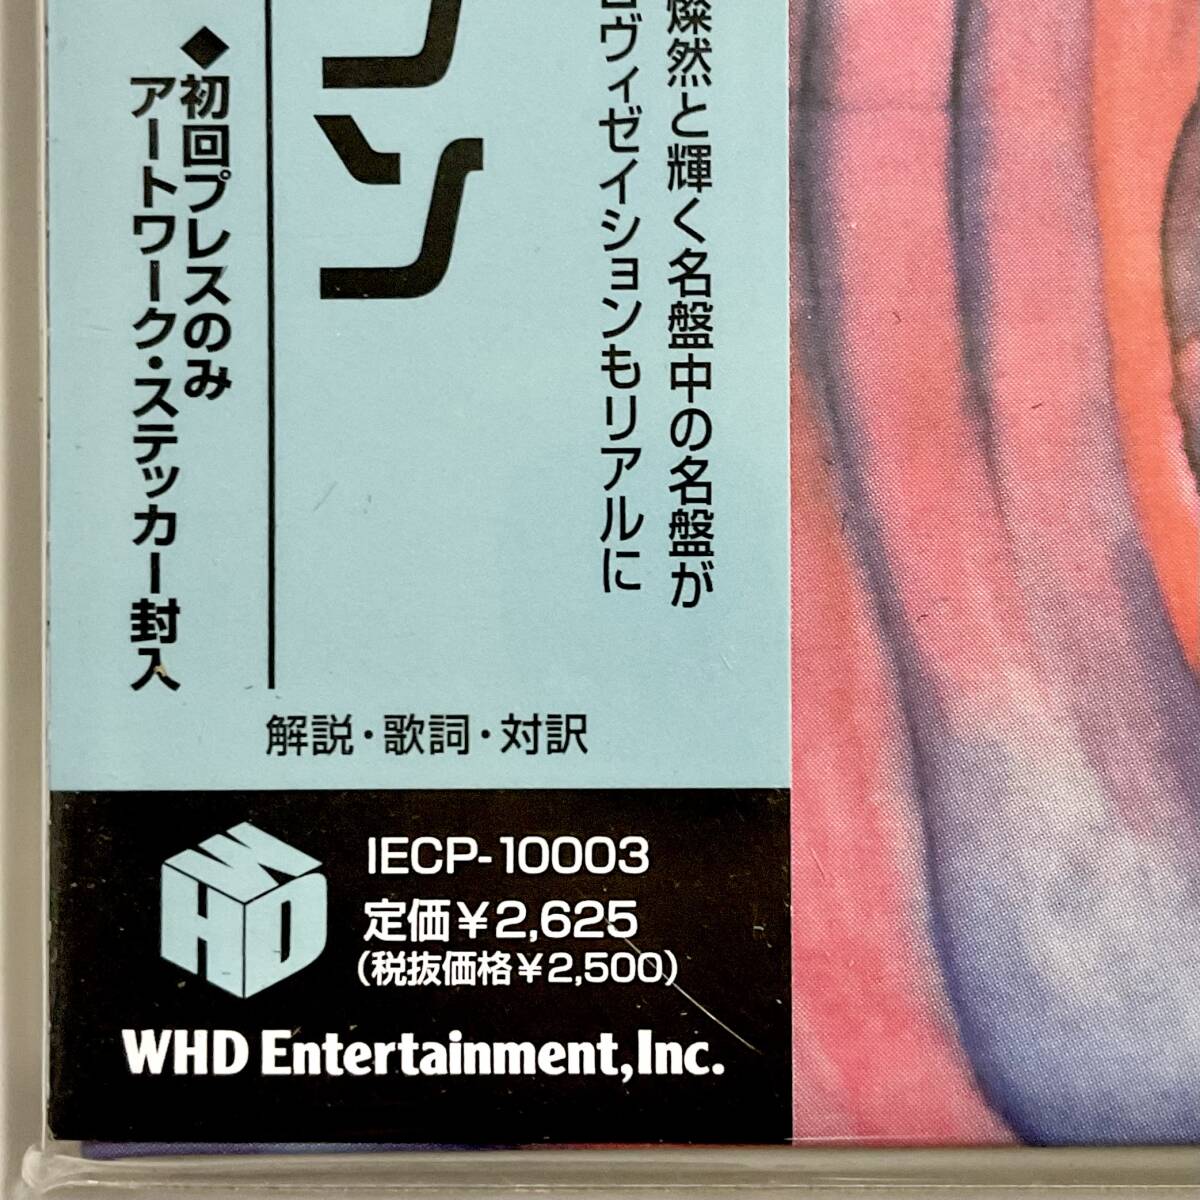 燦然と輝く名盤中の名盤が
ロヴィゼイションもリアルに
ン
◆初回プレスのみ
アートワーク・ステッカー封入
解説・歌詞・対訳
WHD
IECP-10003
定価￥2,625
(税抜価格￥2,500)
WHD Entertainment,Inc.